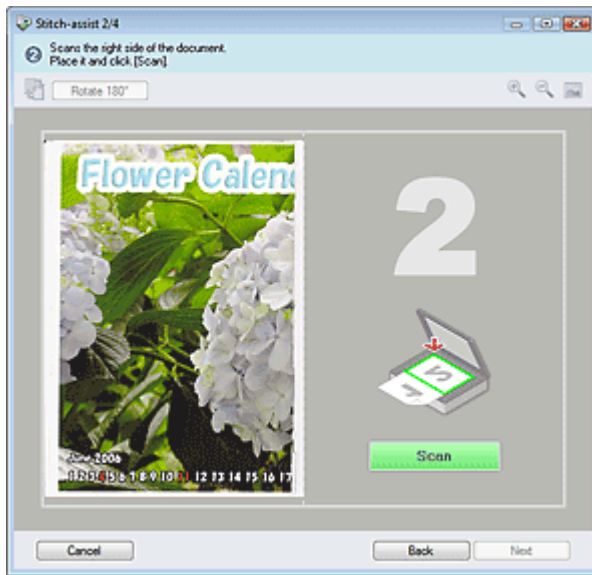 Stitch-assist 2/4
2 Scans the right side of the document.
Place it and click [Scan].
Rotate 180°
Flower Calen
2
June 2006
1 2 3 4 5 6 7 8 9 10 11 12 13 14 15 16 17
Scan
Cancel
Back
Next